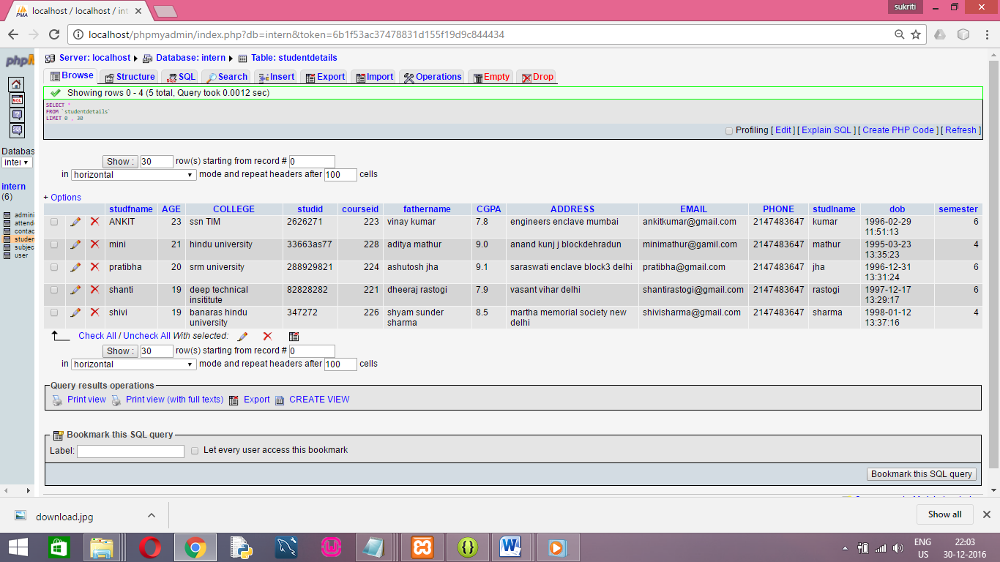 sukriti
PMA localhost / localhost / int
localhost/phpmyadmin/index.php?db=intern&token=6b1f53ac37478831d155f19d9c844434
phpM
Server: localhost Database: intern Table: studentdetails
Browse Structure SQL Search Insert Export Import Operations Empty Drop
Showing rows 0 - 4 (5 total, Query took 0.0012 sec)
SELECT *
FROM `studentdetails`
LIMIT 0 , 30
Profiling [ Edit ] [ Explain SQL ] [ Create PHP Code ] [ Refresh ]
SQL
Databas
inter
intern
(6)
admini
attend
contac
studen
subjec
user
Show : 30 row(s) starting from record # 0
in horizontal mode and repeat headers after 100 cells
+ Options
studfname AGE COLLEGE studid courseid fathername CGPA ADDRESS EMAIL PHONE studlname dob semester
ANKIT 23 ssn TIM 2626271 223 vinay kumar 7.8 engineers enclave mumbai ankitkumar@gmail.com 2147483647 kumar 1996-02-29 6
11:51:13
mini 21 hindu university 33663as77 228 aditya mathur 9.0 anand kunj j blockdehradun minimathur@gamil.com 2147483647 mathur 1995-03-23 4
13:35:23
pratibha 20 srm university 288929821 224 ashutosh jha 9.1 saraswati enclave block3 delhi pratibha@gmail.com 2147483647 jha 1996-12-31 6
13:31:24
shanti 19 deep technical 82828282 221 dheeraj rastogi 7.9 vasant vihar delhi shantirastogi@gmail.com 2147483647 rastogi 1997-12-17 6
insititute 13:29:17
shivi 19 banaras hindu 347272 226 shyam sunder 8.5 martha memorial society new shivisharma@gmail.com 2147483647 sharma 1998-01-12 4
university sharma delhi 13:37:16
Check All / Uncheck All With selected:
Show : 30 row(s) starting from record # 0
in horizontal mode and repeat headers after 100 cells
Query results operations
Print view Print view (with full texts) Export CREATE VIEW
Bookmark this SQL query
Label: Let every user access this bookmark
Bookmark this SQL query
download.jpg Show all
ENG 22:03
US 30-12-2016